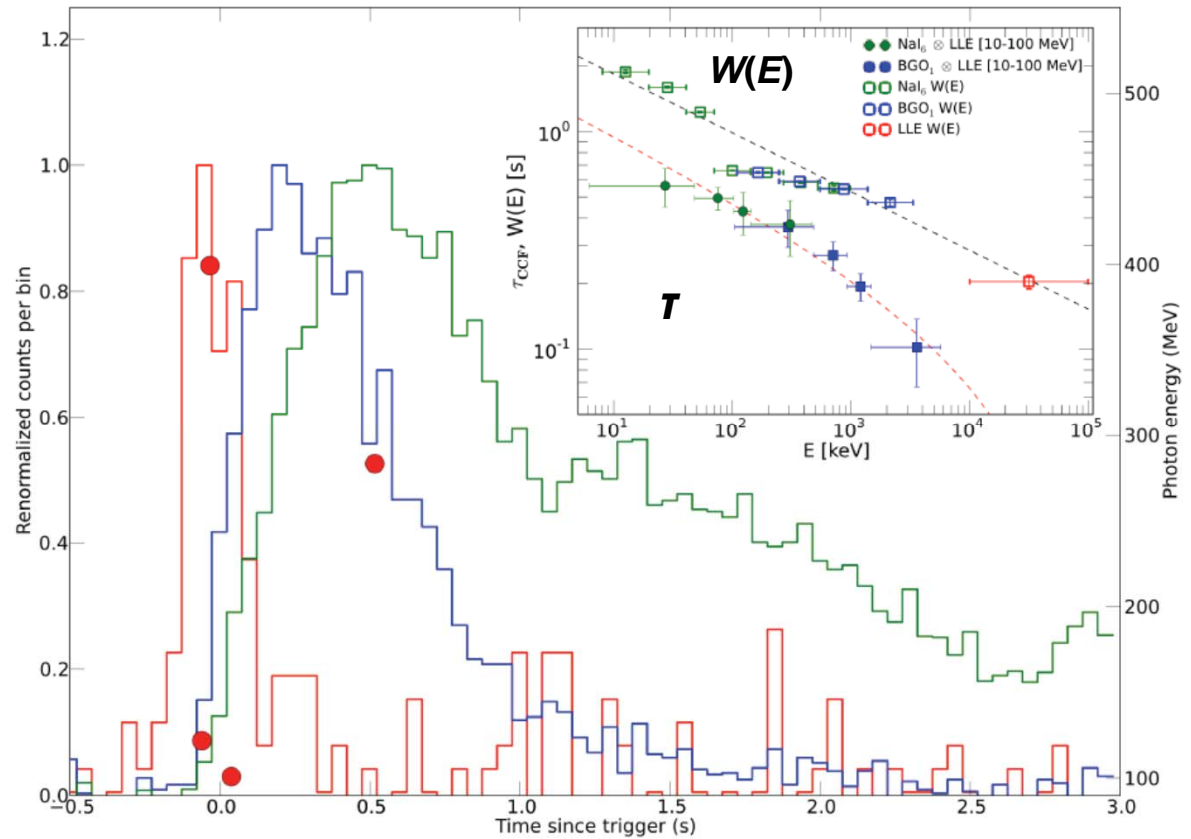 1.2
1.0
0.8
0.6
0.4
0.2
0.0
Renormalized counts per bin
−0.5
0.0
0.5
1.0
1.5
2.0
2.5
3.0
Time since trigger (s)
500
400
300
200
100
Photon energy (MeV)
W(E)
τ
NaI₆ ⊗ LLE [10-100 MeV]
BGO₁ ⊗ LLE [10-100 MeV]
NaI₆ W(E)
BGO₁ W(E)
LLE W(E)
τCCF, W(E) [s]
10⁰
10⁻¹
10¹
10²
10³
10⁴
10⁵
E [keV]